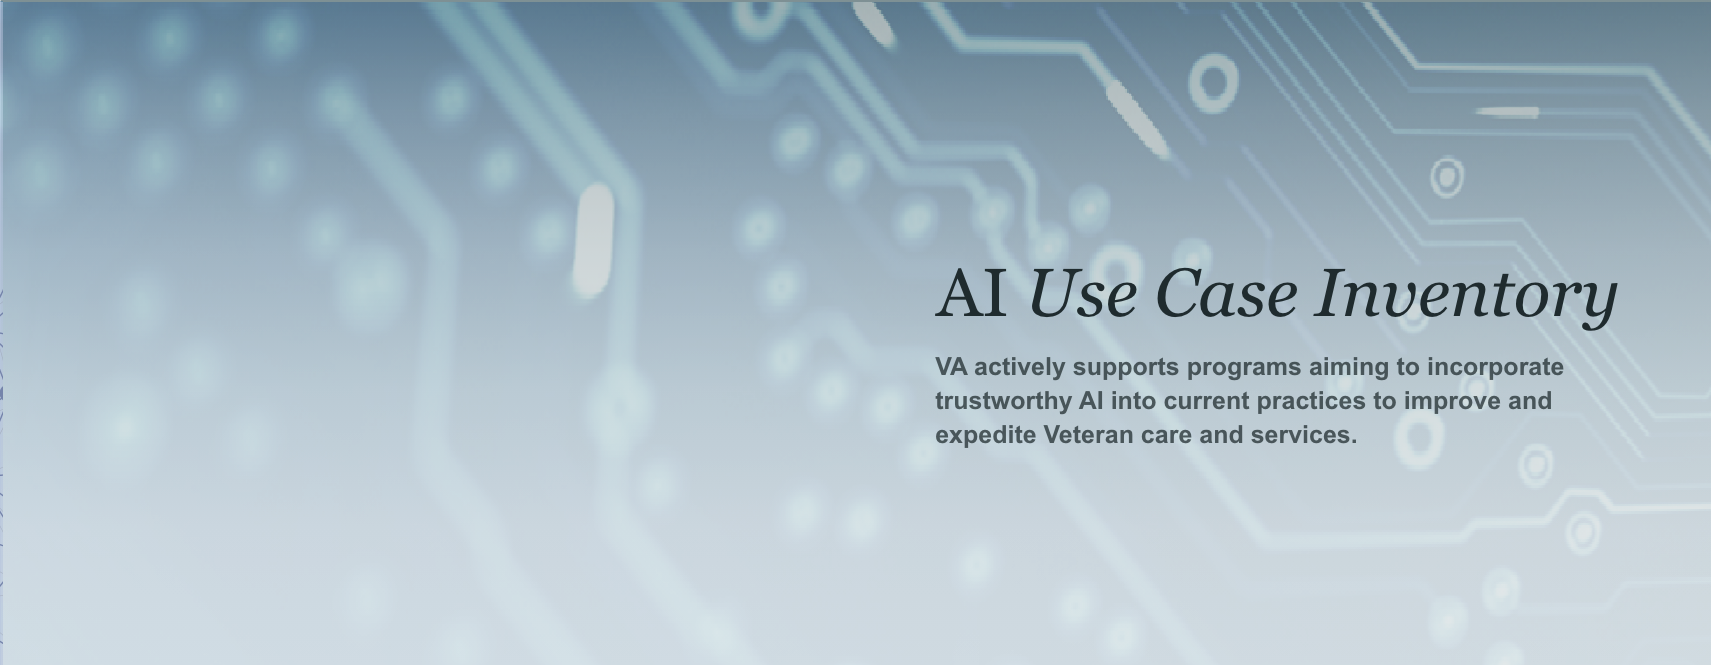 AI Use Case Inventory
VA actively supports programs aiming to incorporate
trustworthy AI into current practices to improve and
expedite Veteran care and services.